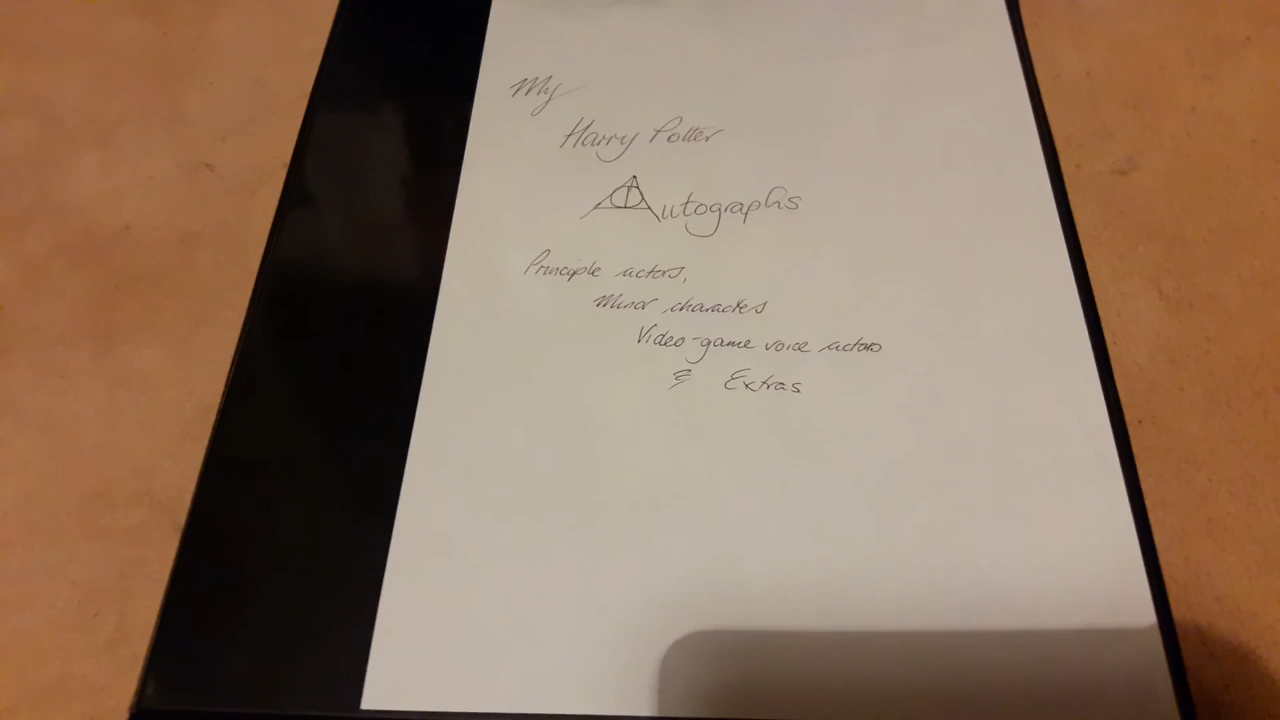 My
Harry Potter
Autographs
Principle actors,
Minor characters
Video-game voice actors
& Extras